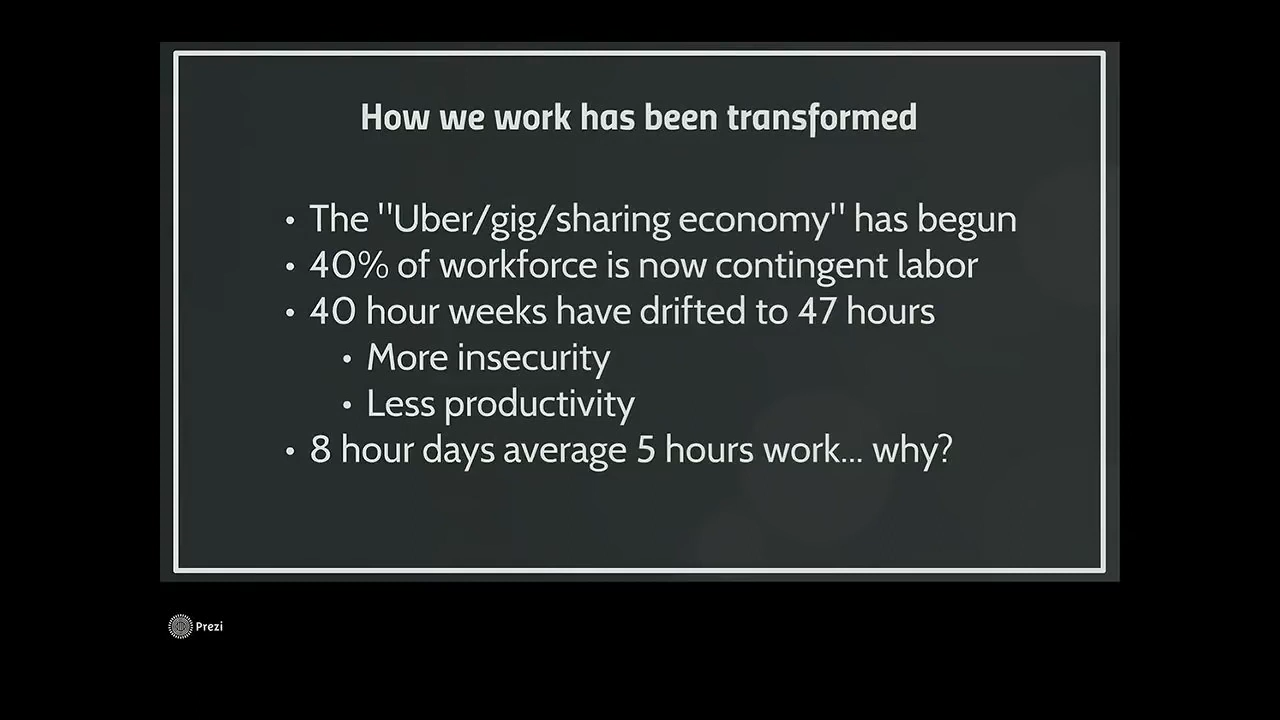 How we work has been transformed
• The "Uber/gig/sharing economy" has begun
• 40% of workforce is now contingent labor
• 40 hour weeks have drifted to 47 hours
• More insecurity
• Less productivity
• 8 hour days average 5 hours work... why?
Prezi